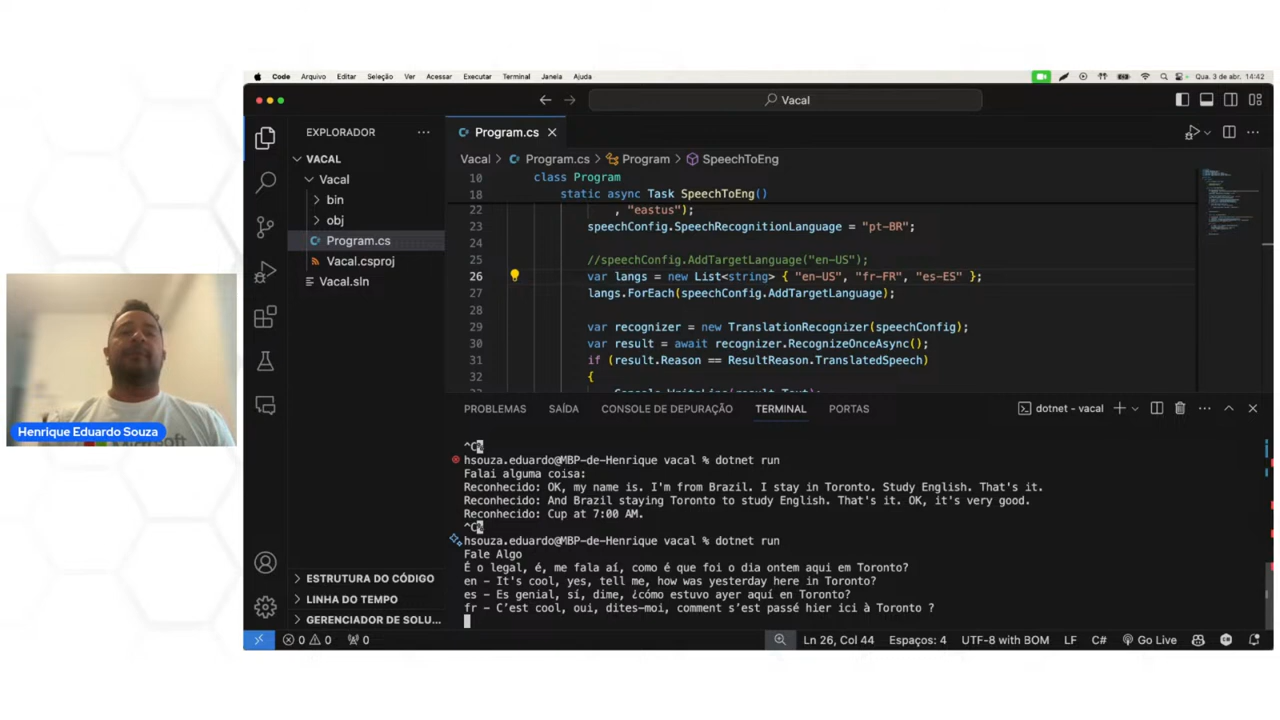 Code Arquivo Editar Seleção Ver Acessar Executar Terminal Janela Ajuda
Qua. 3 de abr. 14:42
Vacal
EXPLORADOR
Program.cs
VACAL
Vacal
bin
obj
Program.cs
Vacal.csproj
Vacal.sln
ESTRUTURA DO CÓDIGO
LINHA DO TEMPO
GERENCIADOR DE SOLU...
Vacal > Program.cs > Program > SpeechToEng
10 class Program
18 static async Task SpeechToEng()
22 , "eastus");
23 speechConfig.SpeechRecognitionLanguage = "pt-BR";
24
25 //speechConfig.AddTargetLanguage("en-US");
26 var langs = new List<string> { "en-US", "fr-FR", "es-ES" };
27 langs.ForEach(speechConfig.AddTargetLanguage);
28
29 var recognizer = new TranslationRecognizer(speechConfig);
30 var result = await recognizer.RecognizeOnceAsync();
31 if (result.Reason == ResultReason.TranslatedSpeech)
32 {
PROBLEMAS SAÍDA CONSOLE DE DEPURAÇÃO TERMINAL PORTAS
dotnet - vacal
^C%
hsouza.eduardo@MBP-de-Henrique vacal % dotnet run
Falai alguma coisa:
Reconhecido: OK, my name is. I'm from Brazil. I stay in Toronto. Study English. That's it.
Reconhecido: And Brazil staying Toronto to study English. That's it. OK, it's very good.
Reconhecido: Cup at 7:00 AM.
^C%
hsouza.eduardo@MBP-de-Henrique vacal % dotnet run
Fale Algo
É o legal, é, me fala aí, como é que foi o dia ontem aqui em Toronto?
en - It's cool, yes, tell me, how was yesterday here in Toronto?
es - Es genial, sí, dime, ¿cómo estuvo ayer aquí en Toronto?
fr - C'est cool, oui, dites-moi, comment s'est passé hier ici à Toronto ?
0 0 0
Ln 26, Col 44 Espaços: 4 UTF-8 with BOM LF C# Go Live
Henrique Eduardo Souza